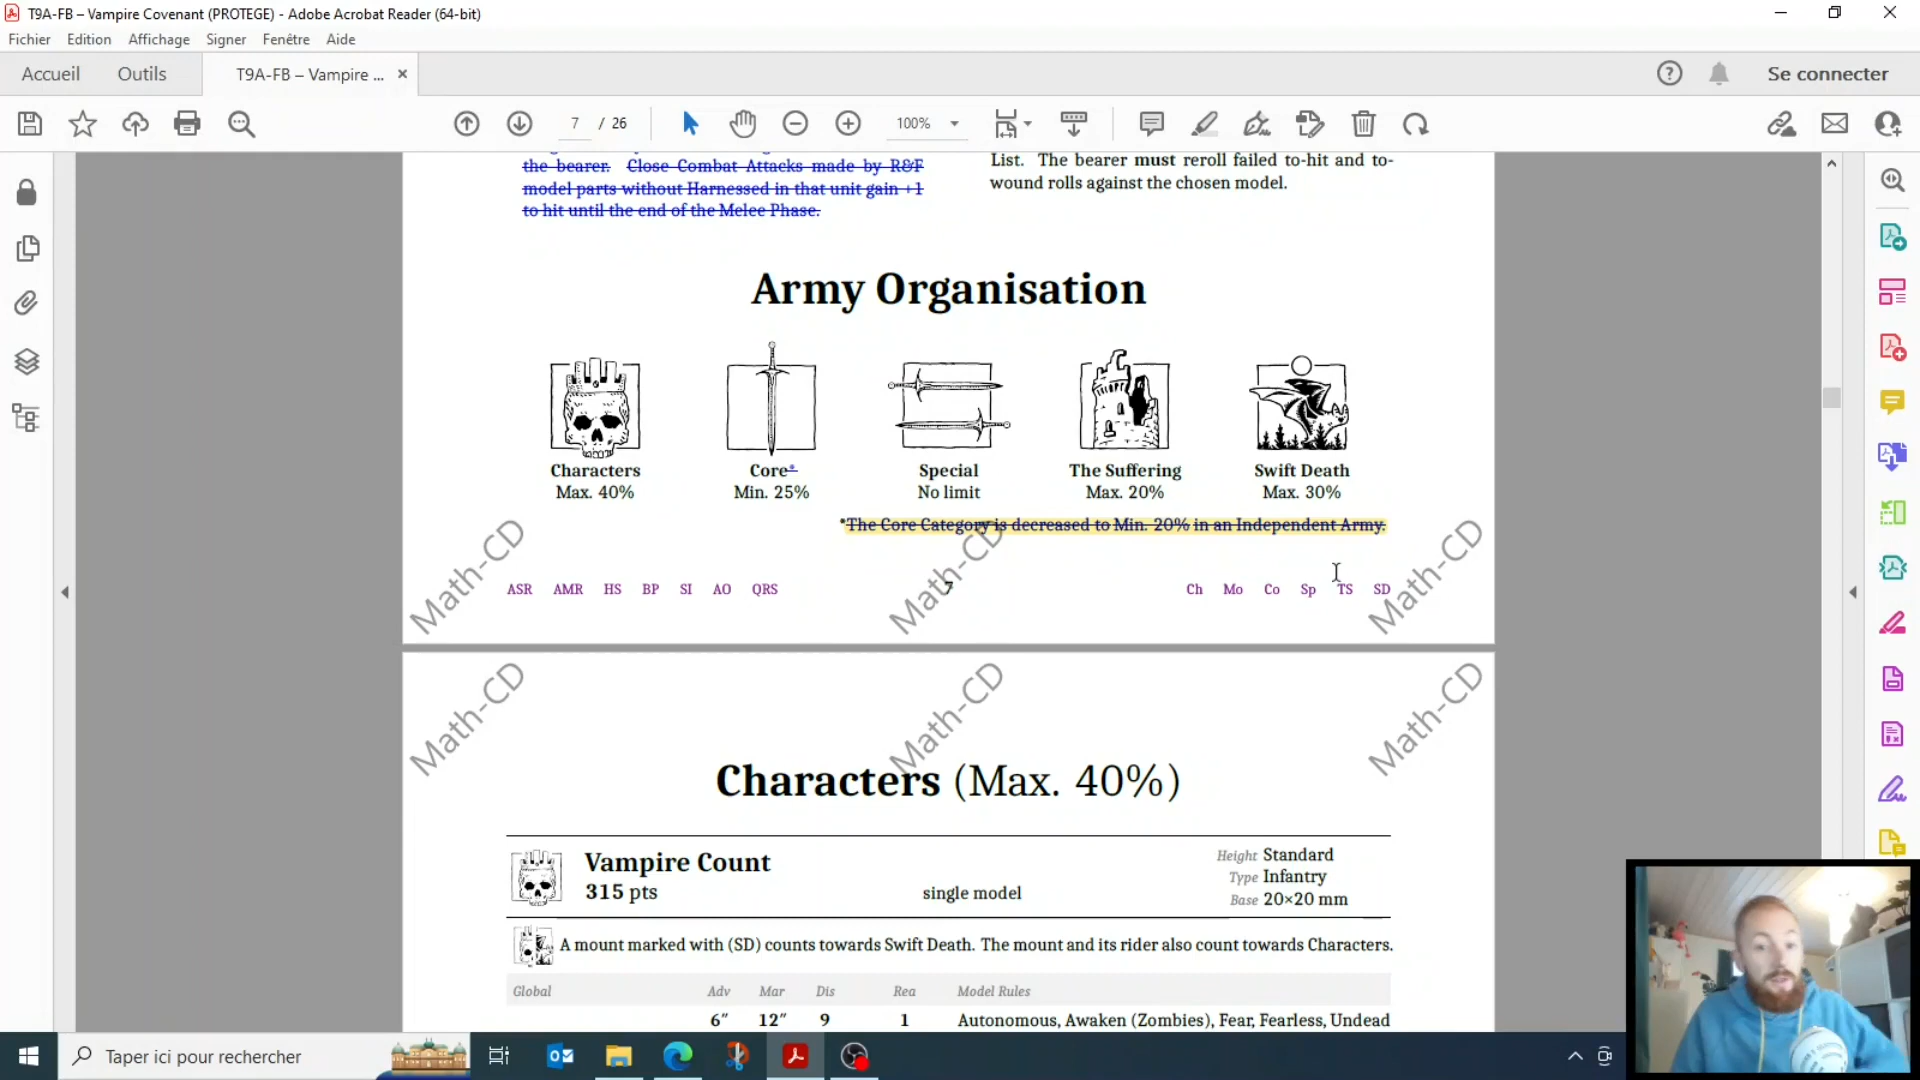 T9A-FB – Vampire Covenant (PROTEGE) - Adobe Acrobat Reader (64-bit)
Fichier Edition Affichage Signer Fenêtre Aide
Accueil Outils T9A-FB – Vampire ... × Se connecter
7 / 26 100%
the bearer. Close Combat Attacks made by R&F
model parts without Harnessed in that unit gain +1
to hit until the end of the Melee Phase.
List. The bearer must reroll failed to-hit and to-
wound rolls against the chosen model.
Army Organisation
Characters
Max. 40%
Core*
Min. 25%
Special
No limit
The Suffering
Max. 20%
Swift Death
Max. 30%
*The Core Category is decreased to Min. 20% in an Independent Army.
Math-CD Math-CD Math-CD
ASR AMR HS BP SI AO QRS 7 Ch Mo Co Sp TS SD
Math-CD Math-CD Math-CD
Characters (Max. 40%)
Vampire Count
315 pts
single model
Height Standard
Type Infantry
Base 20×20 mm
A mount marked with (SD) counts towards Swift Death. The mount and its rider also count towards Characters.
Global Adv Mar Dis Rea Model Rules
6″ 12″ 9 1 Autonomous, Awaken (Zombies), Fear, Fearless, Undead
Taper ici pour rechercher